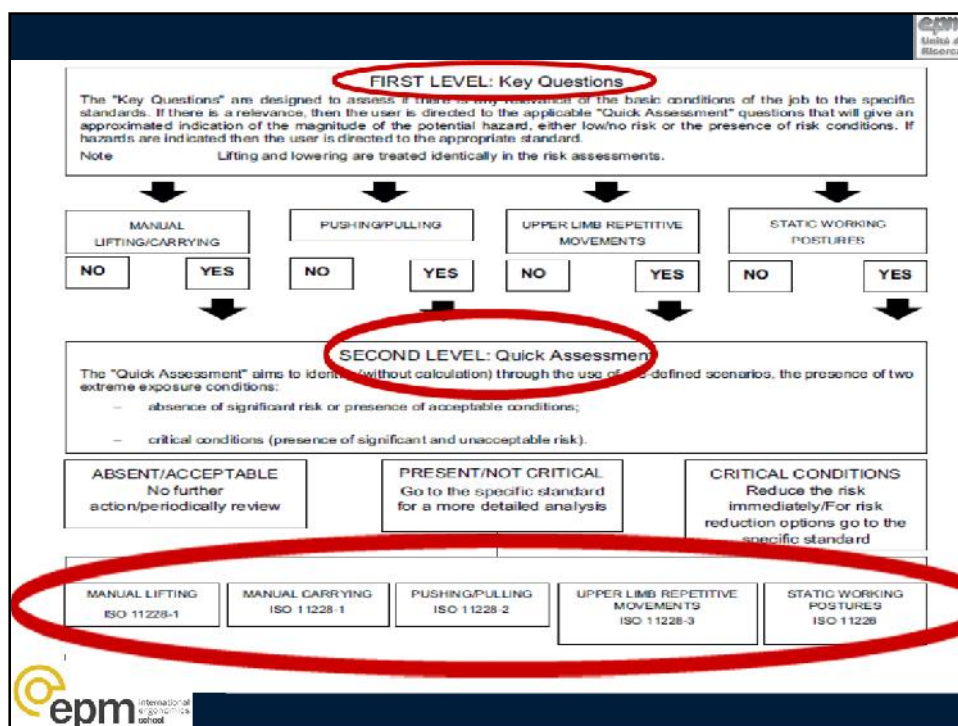 epm
Unità d
Ricerca
FIRST LEVEL: Key Questions
The "Key Questions" are designed to assess if there is any relevance of the basic conditions of the job to the specific
standards. If there is a relevance, then the user is directed to the applicable "Quick Assessment" questions that will give an
approximated indication of the magnitude of the potential hazard, either low/no risk or the presence of risk conditions. If
hazards are indicated then the user is directed to the appropriate standard.
Note Lifting and lowering are treated identically in the risk assessments.
MANUAL
LIFTING/CARRYING
NO YES
PUSHING/PULLING
NO YES
UPPER LIMB REPETITIVE
MOVEMENTS
NO YES
STATIC WORKING
POSTURES
NO YES
SECOND LEVEL: Quick Assessment
The "Quick Assessment" aims to identify (without calculation) through the use of pre-defined scenarios, the presence of two
extreme exposure conditions:
– absence of significant risk or presence of acceptable conditions;
– critical conditions (presence of significant and unacceptable risk).
ABSENT/ACCEPTABLE
No further
action/periodically review
PRESENT/NOT CRITICAL
Go to the specific standard
for a more detailed analysis
CRITICAL CONDITIONS
Reduce the risk
immediately/For risk
reduction options go to the
specific standard
MANUAL LIFTING
ISO 11228-1
MANUAL CARRYING
ISO 11228-1
PUSHING/PULLING
ISO 11228-2
UPPER LIMB REPETITIVE
MOVEMENTS
ISO 11228-3
STATIC WORKING
POSTURES
ISO 11226
epm
international
ergonomics
school